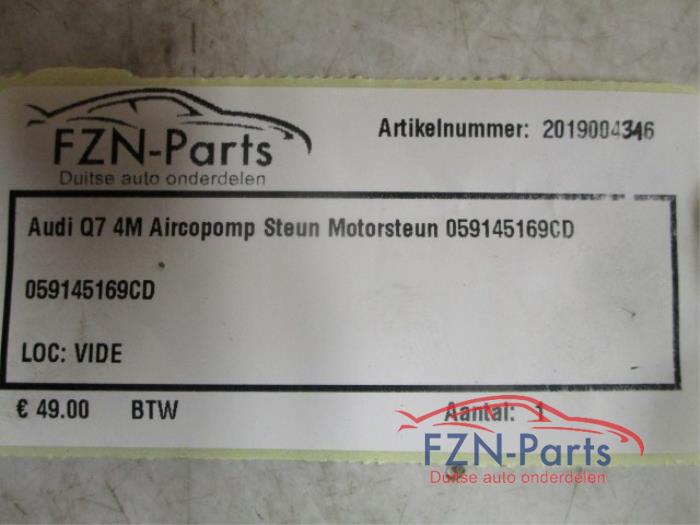 FZN-Parts
Duitse auto onderdelen
Artikelnummer: 2019004346
Audi Q7 4M Aircopomp Steun Motorsteun 059145169CD
059145169CD
LOC: VIDE
€ 49.00 BTW Aantal: 1
FZN-Parts
Duitse auto onderdelen